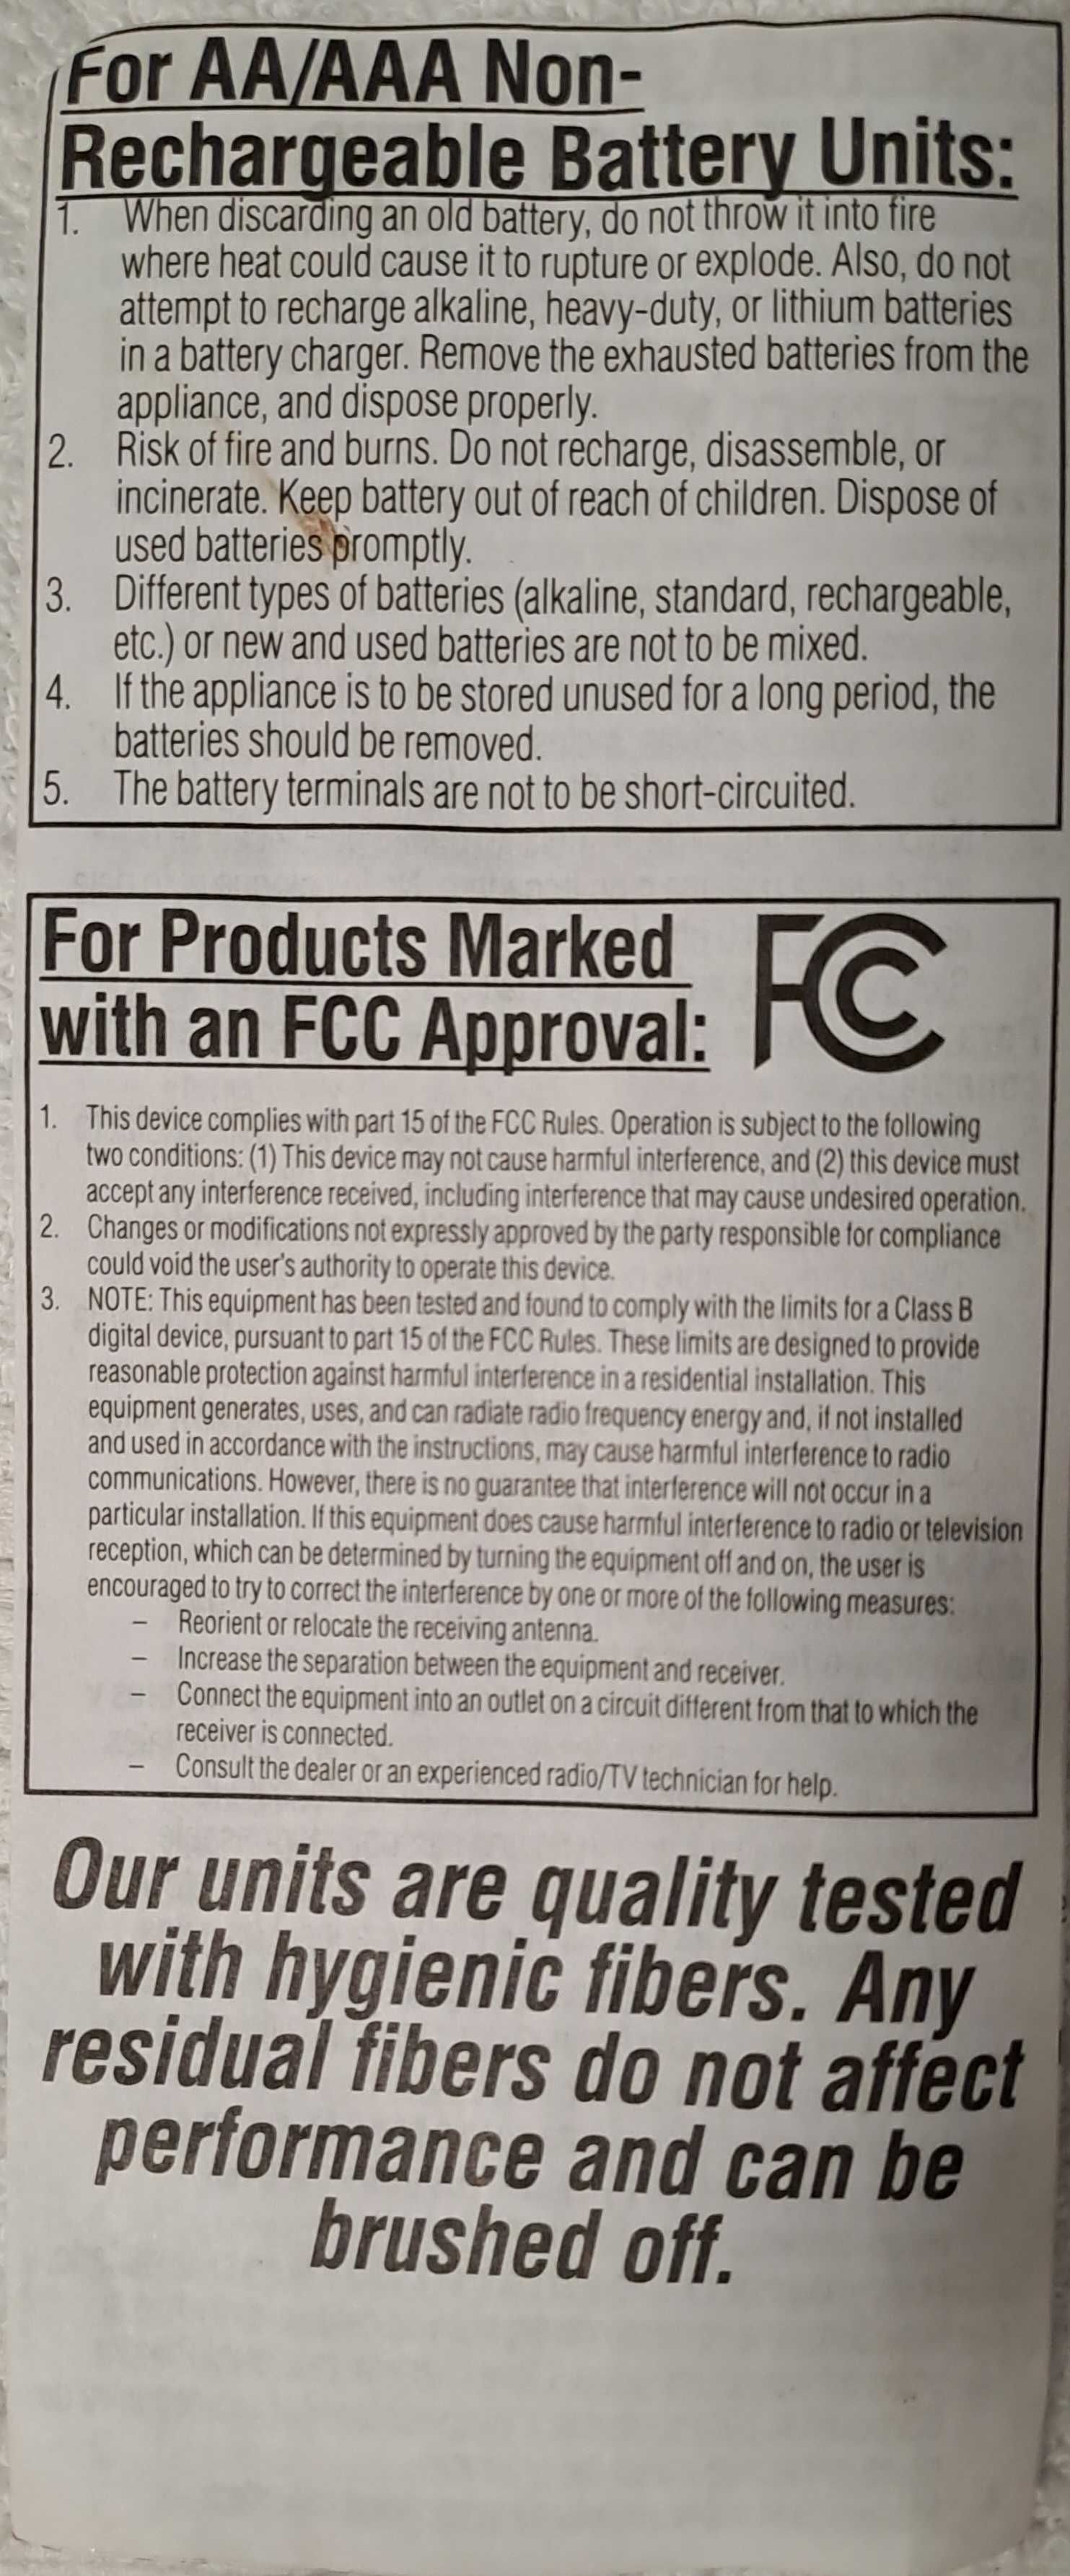 For AA/AAA Non-
Rechargeable Battery Units:
1. When discarding an old battery, do not throw it into fire
where heat could cause it to rupture or explode. Also, do not
attempt to recharge alkaline, heavy-duty, or lithium batteries
in a battery charger. Remove the exhausted batteries from the
appliance, and dispose properly.
2. Risk of fire and burns. Do not recharge, disassemble, or
incinerate. Keep battery out of reach of children. Dispose of
used batteries promptly.
3. Different types of batteries (alkaline, standard, rechargeable,
etc.) or new and used batteries are not to be mixed.
4. If the appliance is to be stored unused for a long period, the
batteries should be removed.
5. The battery terminals are not to be short-circuited.
For Products Marked
with an FCC Approval:
FCC
1. This device complies with part 15 of the FCC Rules. Operation is subject to the following
two conditions: (1) This device may not cause harmful interference, and (2) this device must
accept any interference received, including interference that may cause undesired operation.
2. Changes or modifications not expressly approved by the party responsible for compliance
could void the user's authority to operate this device.
3. NOTE: This equipment has been tested and found to comply with the limits for a Class B
digital device, pursuant to part 15 of the FCC Rules. These limits are designed to provide
reasonable protection against harmful interference in a residential installation. This
equipment generates, uses, and can radiate radio frequency energy and, if not installed
and used in accordance with the instructions, may cause harmful interference to radio
communications. However, there is no guarantee that interference will not occur in a
particular installation. If this equipment does cause harmful interference to radio or television
reception, which can be determined by turning the equipment off and on, the user is
encouraged to try to correct the interference by one or more of the following measures:
– Reorient or relocate the receiving antenna.
– Increase the separation between the equipment and receiver.
– Connect the equipment into an outlet on a circuit different from that to which the
receiver is connected.
– Consult the dealer or an experienced radio/TV technician for help.
Our units are quality tested
with hygienic fibers. Any
residual fibers do not affect
performance and can be
brushed off.